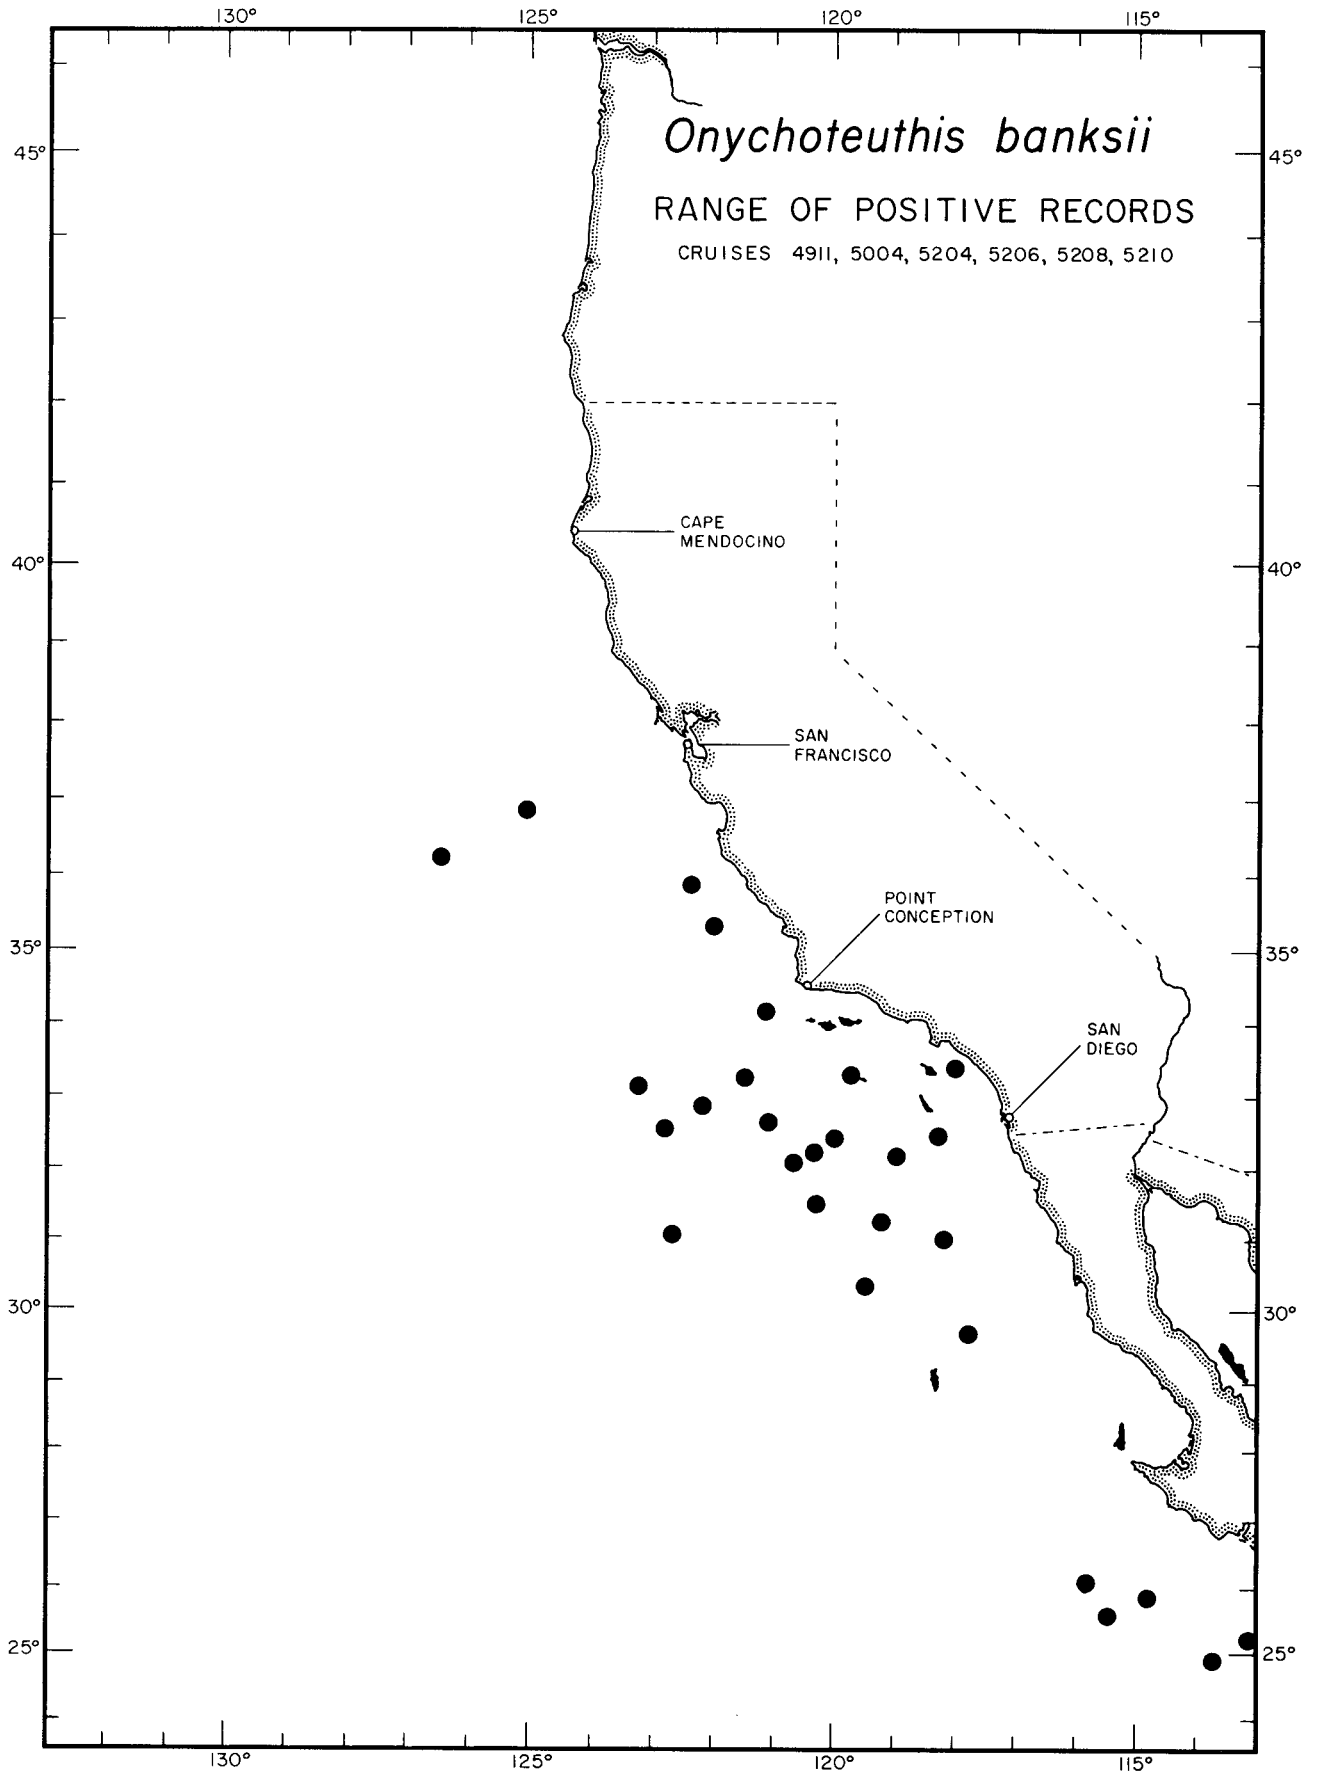 130° 125° 120° 115°
Onychoteuthis banksii
RANGE OF POSITIVE RECORDS
CRUISES 4911, 5004, 5204, 5206, 5208, 5210
45° 45°
CAPE
MENDOCINO
40° 40°
SAN
FRANCISCO
POINT
CONCEPTION
35° 35°
SAN
DIEGO
30° 30°
25° 25°
130° 125° 120° 115°